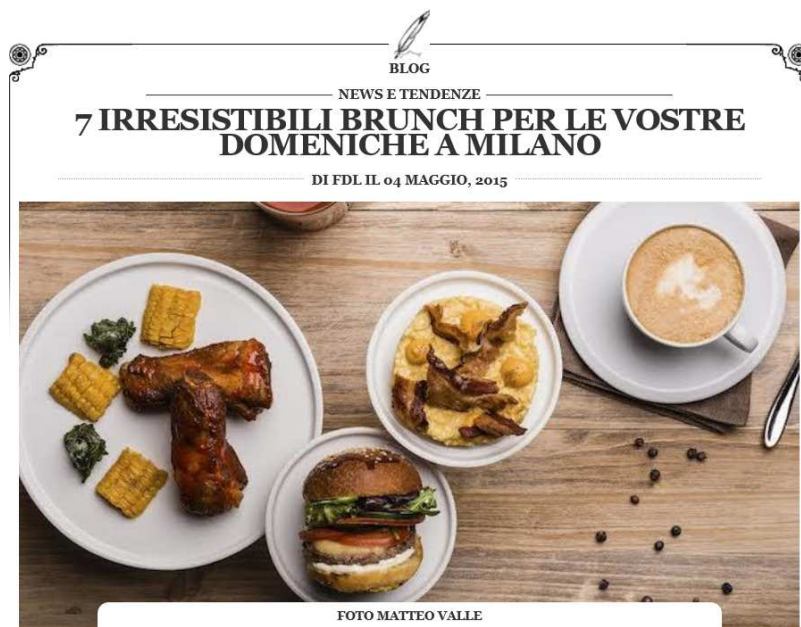 BLOG
NEWS E TENDENZE
7 IRRESISTIBILI BRUNCH PER LE VOSTRE
DOMENICHE A MILANO
DI FDL IL 04 MAGGIO, 2015
FOTO MATTEO VALLE